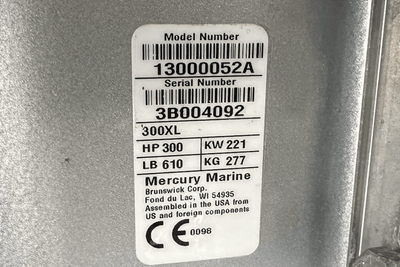 Model Number
13000052A
Serial Number
3B004092
300XL
HP 300 KW 221
LB 610 KG 277
Mercury Marine
Brunswick Corp.
Fond du Lac, WI 54935
Assembled in the USA from
US and foreign components
CE 0098